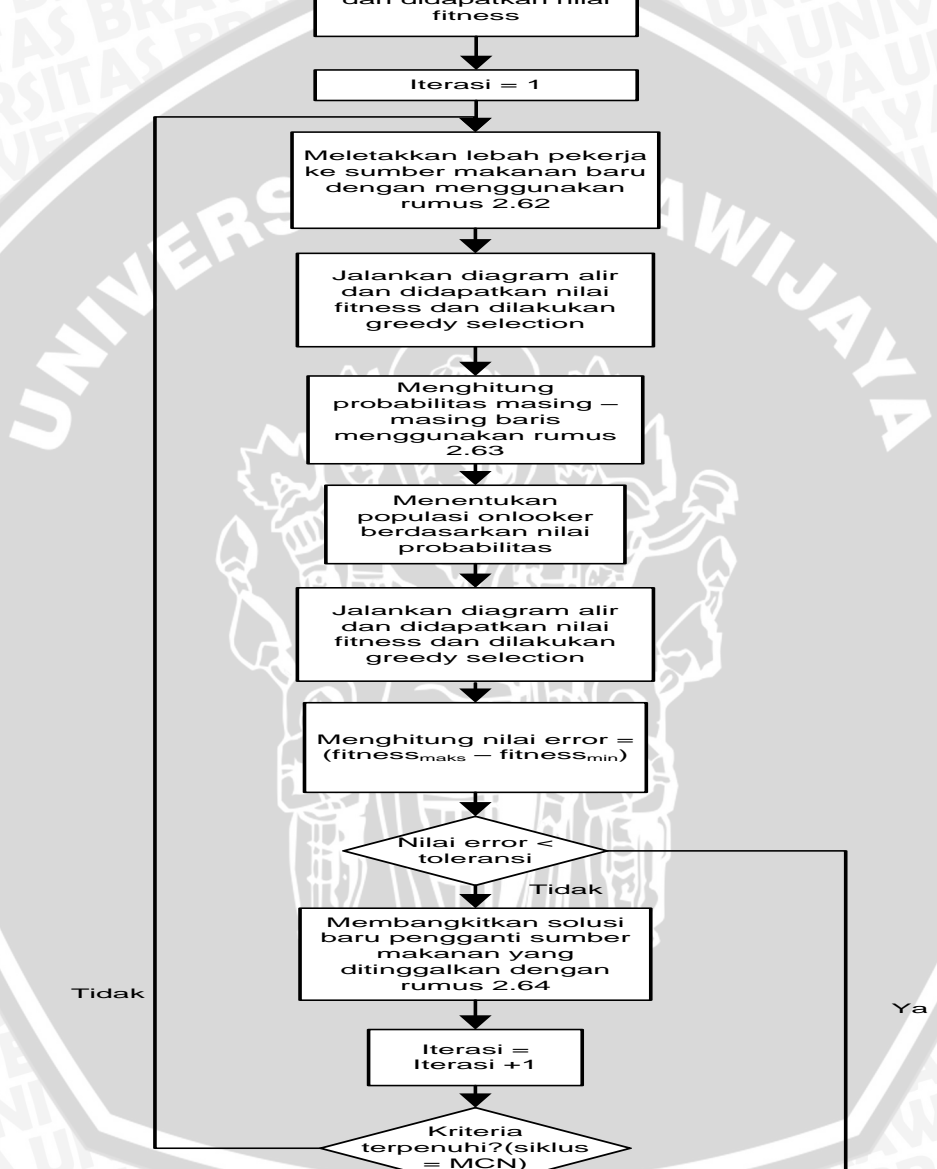 dan didapatkan nilai
fitness
Iterasi = 1
Meletakkan lebah pekerja
ke sumber makanan baru
dengan menggunakan
rumus 2.62
Jalankan diagram alir
dan didapatkan nilai
fitness dan dilakukan
greedy selection
Menghitung
probabilitas masing –
masing baris
menggunakan rumus
2.63
Menentukan
populasi onlooker
berdasarkan nilai
probabilitas
Jalankan diagram alir
dan didapatkan nilai
fitness dan dilakukan
greedy selection
Menghitung nilai error =
(fitnessmaks – fitnessmin)
Nilai error <
toleransi
Tidak
Membangkitkan solusi
baru pengganti sumber
makanan yang
ditinggalkan dengan
rumus 2.64
Tidak
Ya
Iterasi =
Iterasi +1
Kriteria
terpenuhi?(siklus
= MCN)